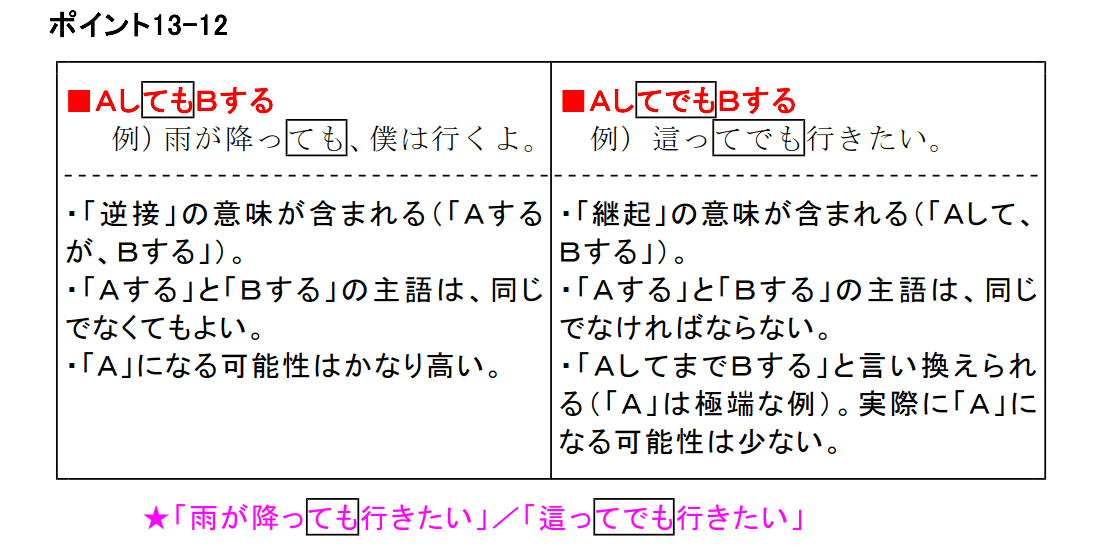 ポイント13-12
■AしてもBする
例）雨が降っても、僕は行くよ。
・「逆接」の意味が含まれる（「Aする
が、Bする」）。
・「Aする」と「Bする」の主語は、同じ
でなくてもよい。
・「A」になる可能性はかなり高い。
■AしてでもBする
例） 這ってでも行きたい。
・「継起」の意味が含まれる（「Aして、
Bする」）。
・「Aする」と「Bする」の主語は、同じ
でなければならない。
・「AしてまでBする」と言い換えられ
る（「A」は極端な例）。実際に「A」に
なる可能性は少ない。
★「雨が降っても行きたい」／「這ってでも行きたい」